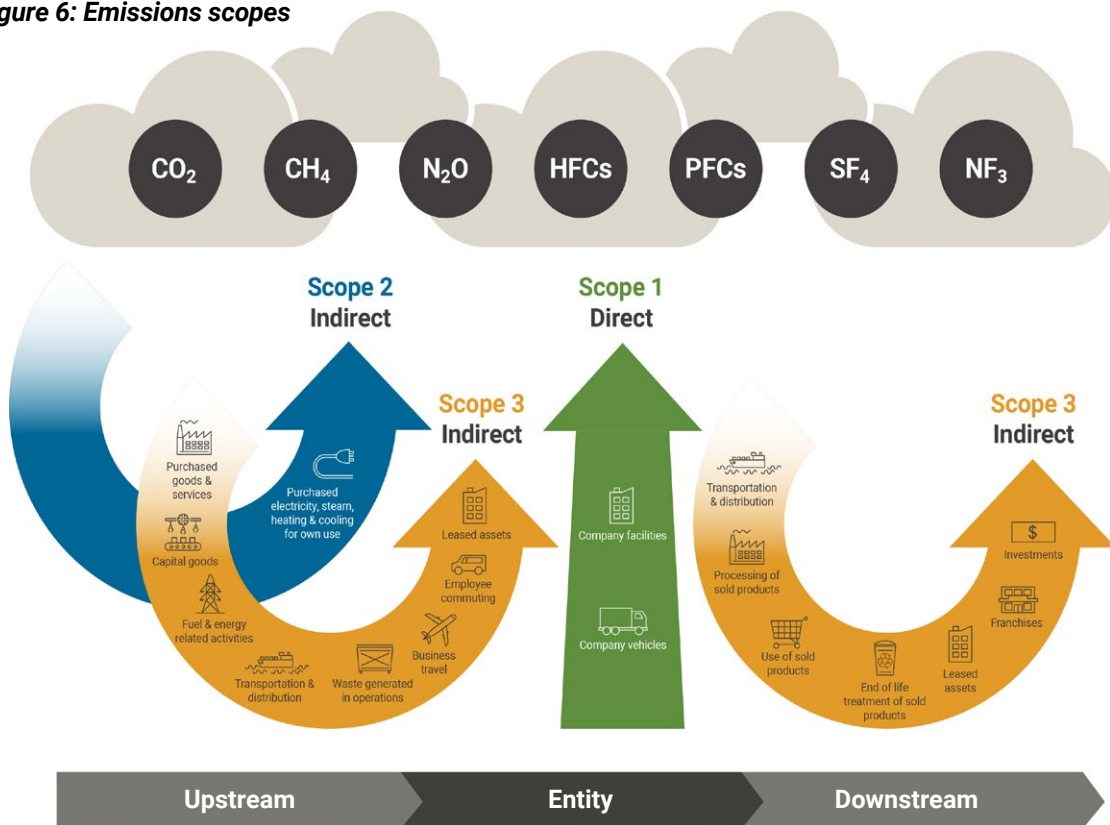 gure 6: Emissions scopes
CO₂
CH₄
N₂O
HFCs
PFCs
SF₄
NF₃
Scope 2
Indirect
Purchased
electricity, steam,
heating & cooling
for own use
Scope 3
Indirect
Purchased
goods &
services
Capital goods
Fuel & energy
related activities
Transportation &
distribution
Waste generated
in operations
Business
travel
Employee
commuting
Leased assets
Scope 1
Direct
Company facilities
Company vehicles
Scope 3
Indirect
Transportation
& distribution
Processing of
sold products
Use of sold
products
End of life
treatment of sold
products
Leased
assets
Franchises
$
Investments
Upstream
Entity
Downstream